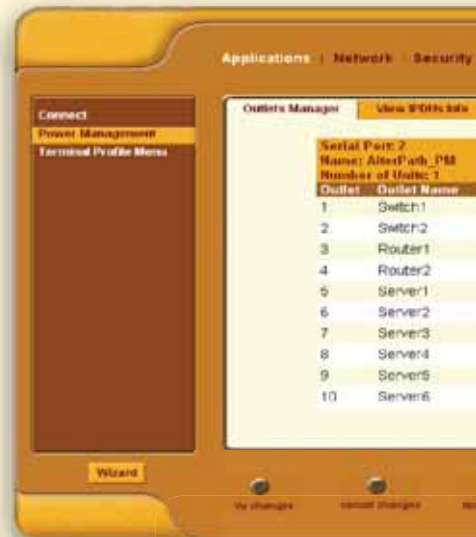 Applications | Network Security
Connect
Power Management
Terminal Profile Menu
Outlets Manager View IPDUs Info
Serial Port: 2
Name: AlterPath_PM
Number of Units: 1
Outlet Outlet Name
1 Switch1
2 Switch2
3 Router1
4 Router2
5 Server1
6 Server2
7 Server3
8 Server4
9 Server5
10 Server6
Wizard
try changes cancel changes